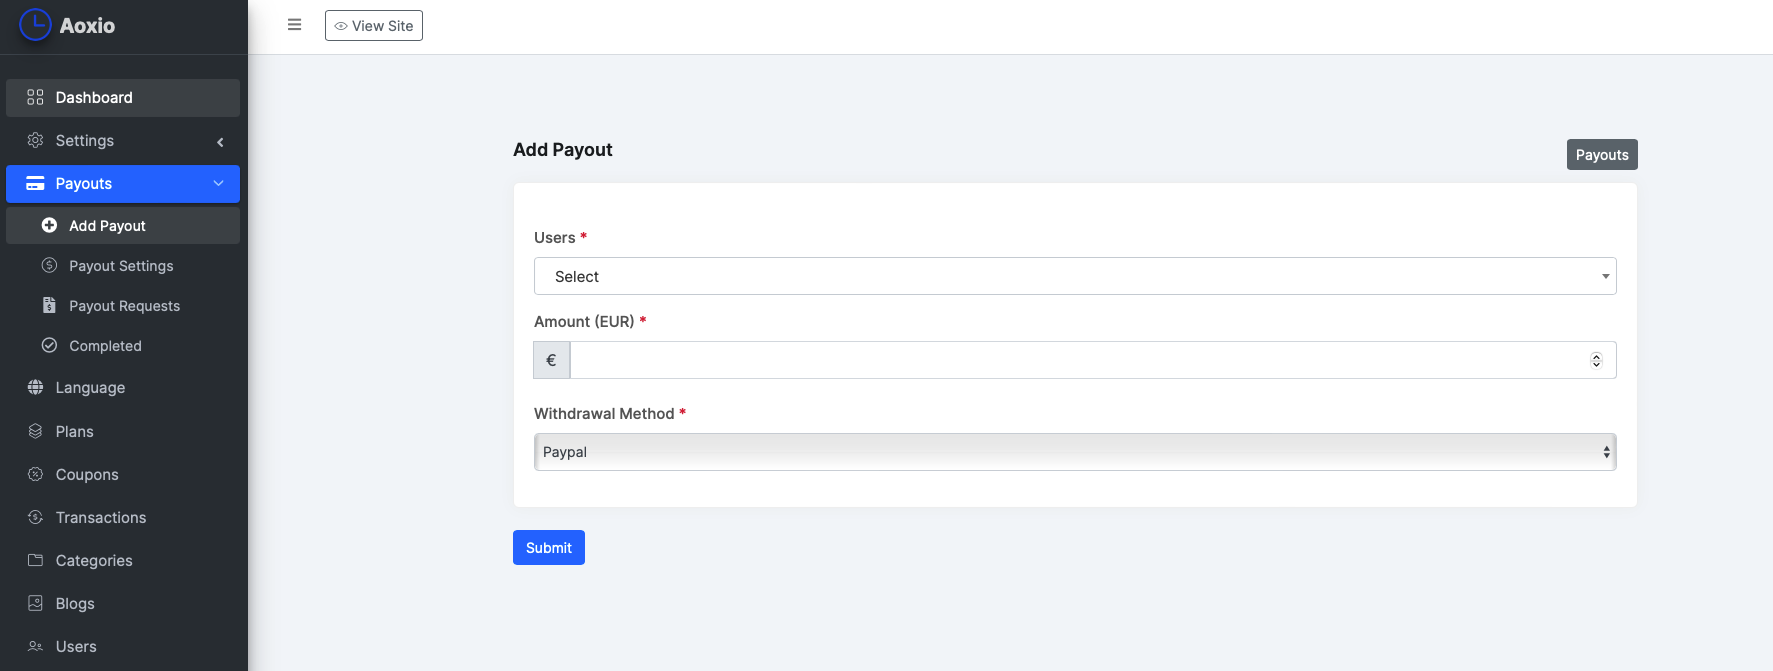 Aoxio
View Site
Dashboard
Settings
Payouts
Add Payout
Payout Settings
Payout Requests
Completed
Language
Plans
Coupons
Transactions
Categories
Blogs
Users
Add Payout
Payouts
Users *
Select
Amount (EUR) *
€
Withdrawal Method *
Paypal
Submit